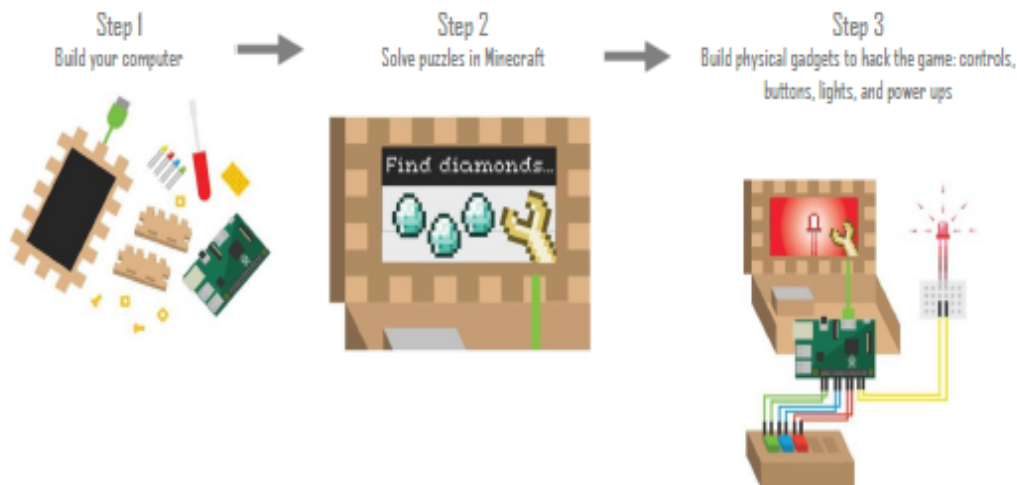 Step 1
Build your computer
Step 2
Solve puzzles in Minecraft
Step 3
Build physical gadgets to hack the game: controls,
buttons, lights, and power ups
Find diamonds...